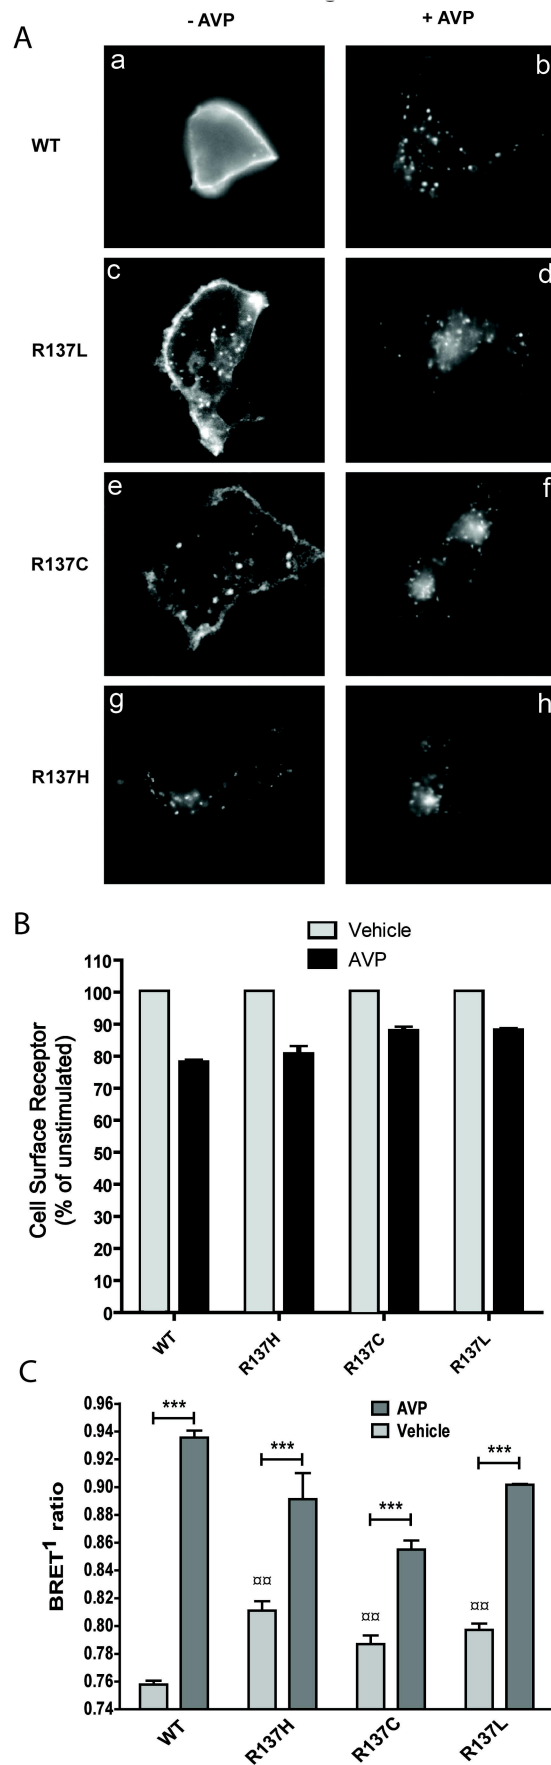 - AVP + AVP
A
a b
WT
c d
R137L
e f
R137C
g h
R137H
B
Vehicle
AVP
Cell Surface Receptor
(% of unstimulated)
110
100
90
80
70
60
50
40
30
20
10
0
WT R137H R137C R137L
C
AVP
Vehicle
BRET1 ratio
0.96
0.94
0.92
0.90
0.88
0.86
0.84
0.82
0.80
0.78
0.76
0.74
*** *** *** ***
¤¤ ¤¤ ¤¤
WT R137H R137C R137L